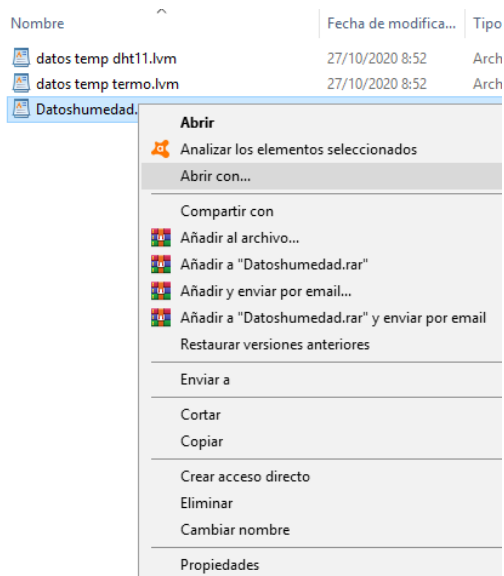 Nombre Fecha de modifica... Tipo
datos temp dht11.lvm 27/10/2020 8:52 Arch
datos temp termo.lvm 27/10/2020 8:52 Arch
Datoshumedad.
Abrir
Analizar los elementos seleccionados
Abrir con...
Compartir con
Añadir al archivo...
Añadir a "Datoshumedad.rar"
Añadir y enviar por email...
Añadir a "Datoshumedad.rar" y enviar por email
Restaurar versiones anteriores
Enviar a
Cortar
Copiar
Crear acceso directo
Eliminar
Cambiar nombre
Propiedades